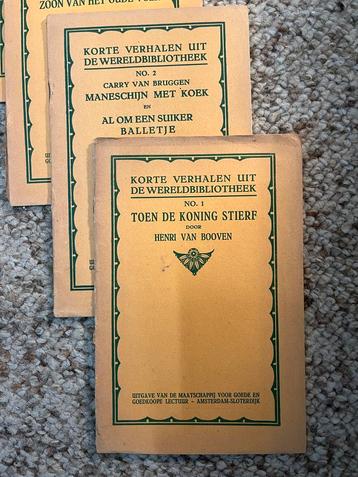 ZOON VAN HET OUDE VOLK
KORTE VERHALEN UIT
DE WERELDBIBLIOTHEEK
NO. 2
CARRY VAN BRUGGEN
MANESCHIJN MET KOEK
EN
AL OM EEN SUIKER
BALLETJE
KORTE VERHALEN UIT
DE WERELDBIBLIOTHEEK
NO. 1
TOEN DE KONING STIERF
DOOR
HENRI VAN BOOVEN
UITGAVE VAN DE MAATSCHAPPIJ VOOR GOEDE EN
GOEDKOOPE LECTUUR - AMSTERDAM-SLOTERDIJK